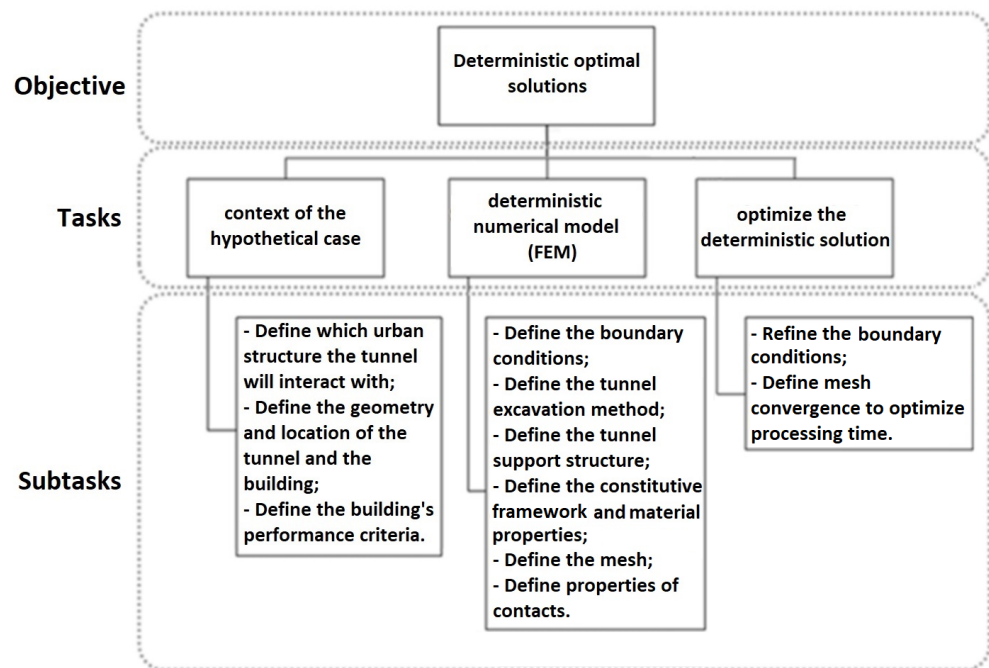 Objective
Deterministic optimal
solutions
Tasks
context of the
hypothetical case
deterministic
numerical model
(FEM)
optimize the
deterministic solution
Subtasks
- Define which urban
structure the tunnel
will interact with;
- Define the geometry
and location of the
tunnel and the
building;
- Define the building's
performance criteria.
- Define the boundary
conditions;
- Define the tunnel
excavation method;
- Define the tunnel
support structure;
- Define the constitutive
framework and material
properties;
- Define the mesh;
- Define properties of
contacts.
- Refine the boundary
conditions;
- Define mesh
convergence to optimize
processing time.